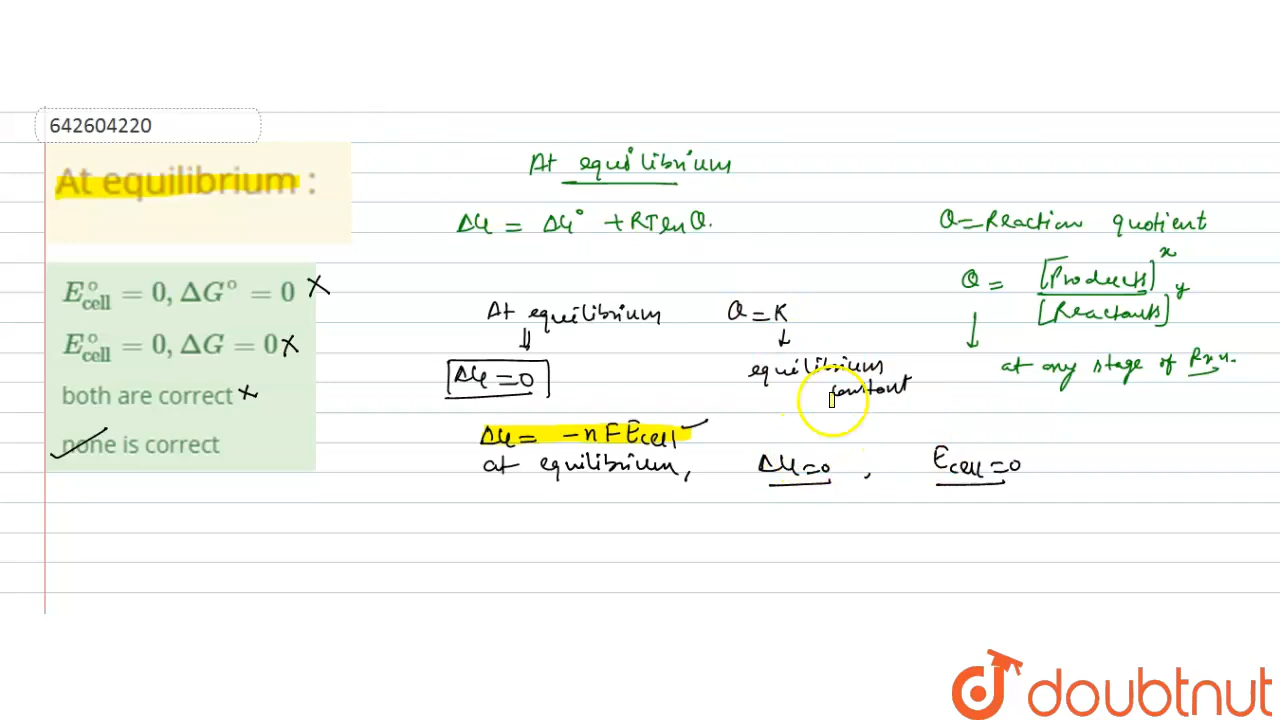 642604220
At equilibrium :
E°cell = 0, ΔG° = 0 ×
E°cell = 0, ΔG = 0 ×
both are correct ×
none is correct ✓
At equilibrium
ΔG = ΔG° + RT ln Q.
At equilibrium Q = K
⇓ ↓
ΔG = 0 equilibrium
constant
ΔG = -nFEcell ✓
at equilibrium, ΔG = 0 , Ecell = 0
Q = Reaction quotient
Q = [Products]^x
[Reactants]^y
↓
at any stage of Rxn.
doubtnut